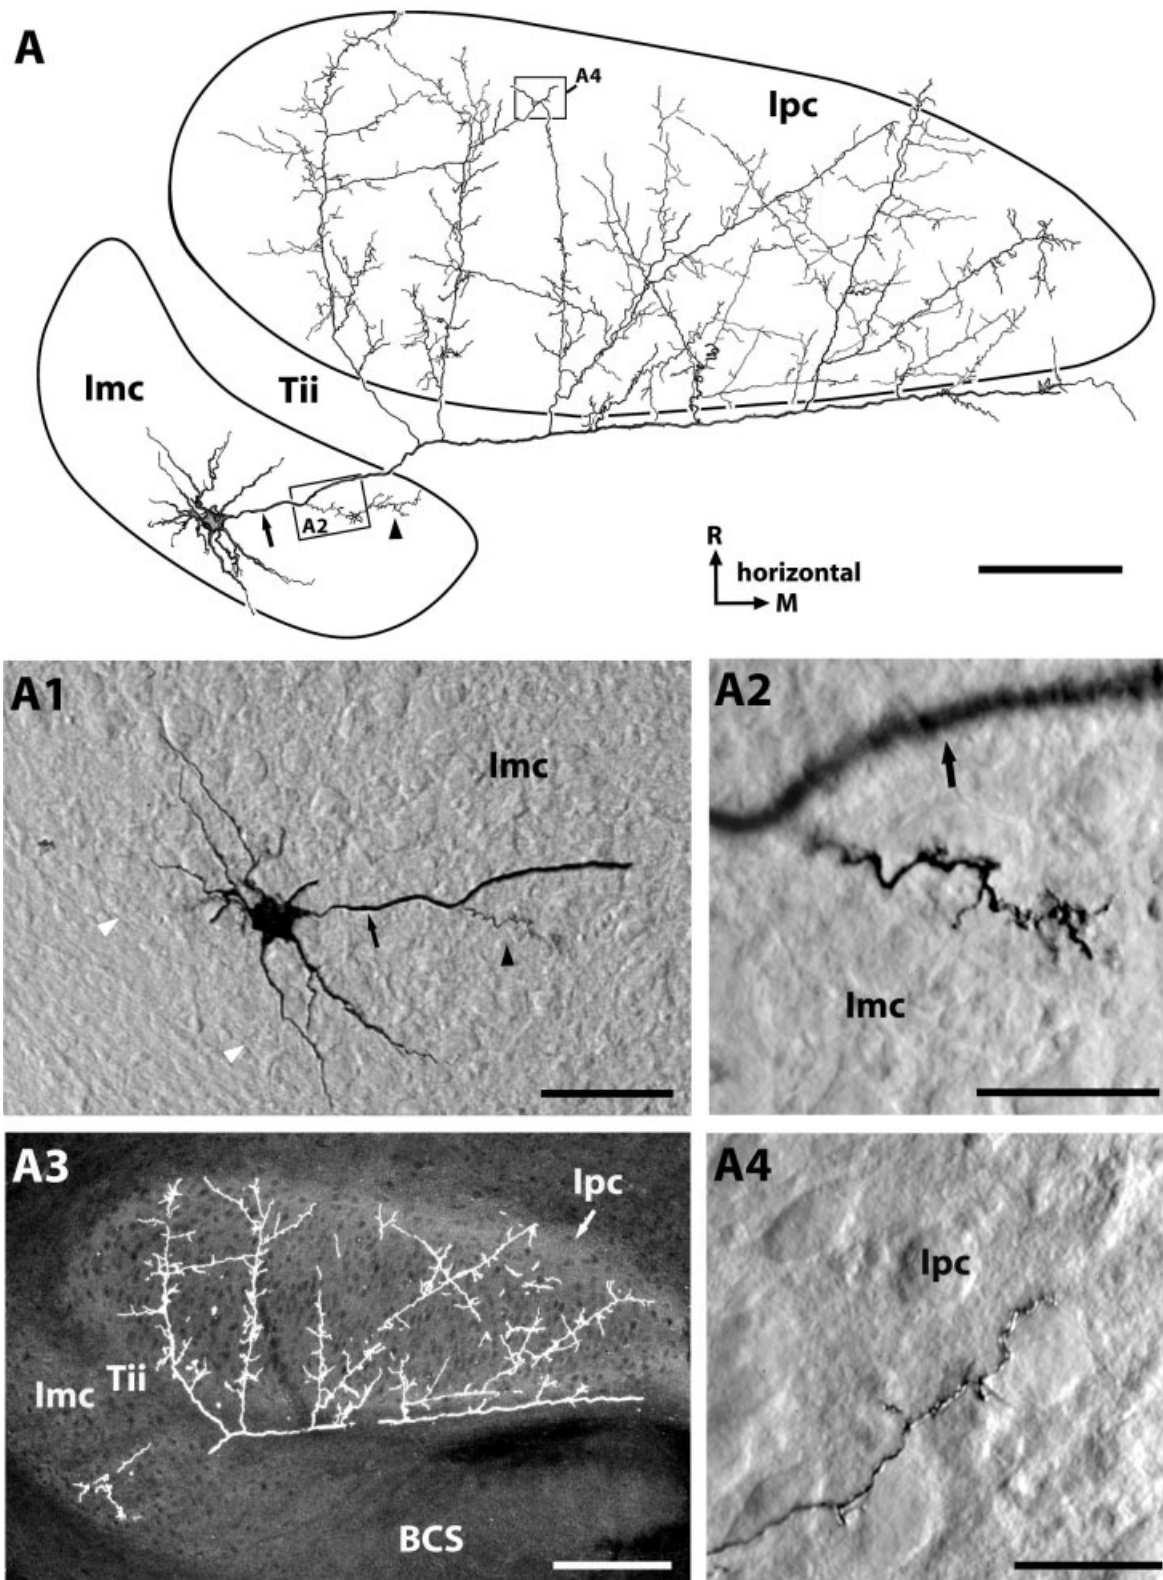 A
A4
Ipc
Imc
Tii
A2
R
horizontal
M
A1
Imc
A2
Imc
A3
Ipc
Tii
Imc
BCS
A4
Ipc